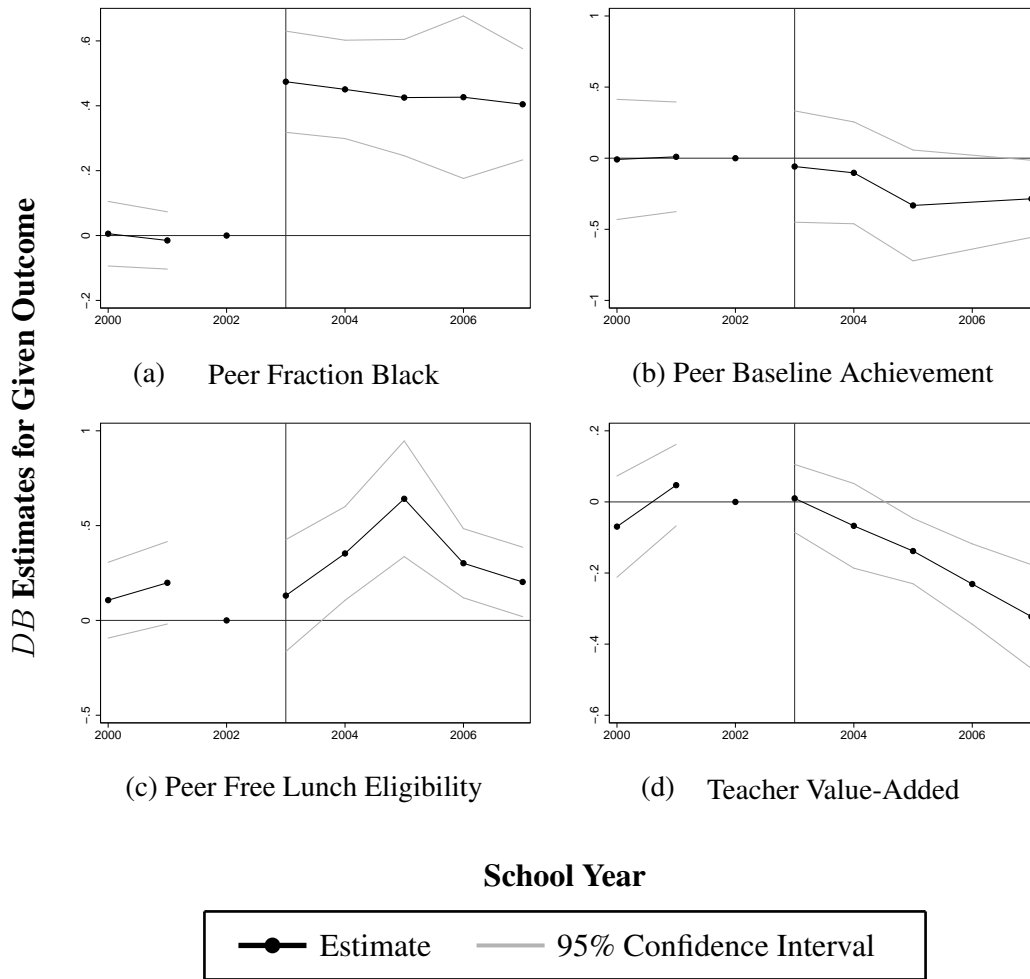 DB Estimates for Given Outcome
.6
.4
.2
0
-.2
2000 2002 2004 2006
(a) Peer Fraction Black
1
.5
0
-.5
-1
2000 2002 2004 2006
(b) Peer Baseline Achievement
1
.5
0
-.5
2000 2002 2004 2006
(c) Peer Free Lunch Eligibility
.2
0
-.2
-.4
-.6
2000 2002 2004 2006
(d) Teacher Value-Added
School Year
Estimate 95% Confidence Interval